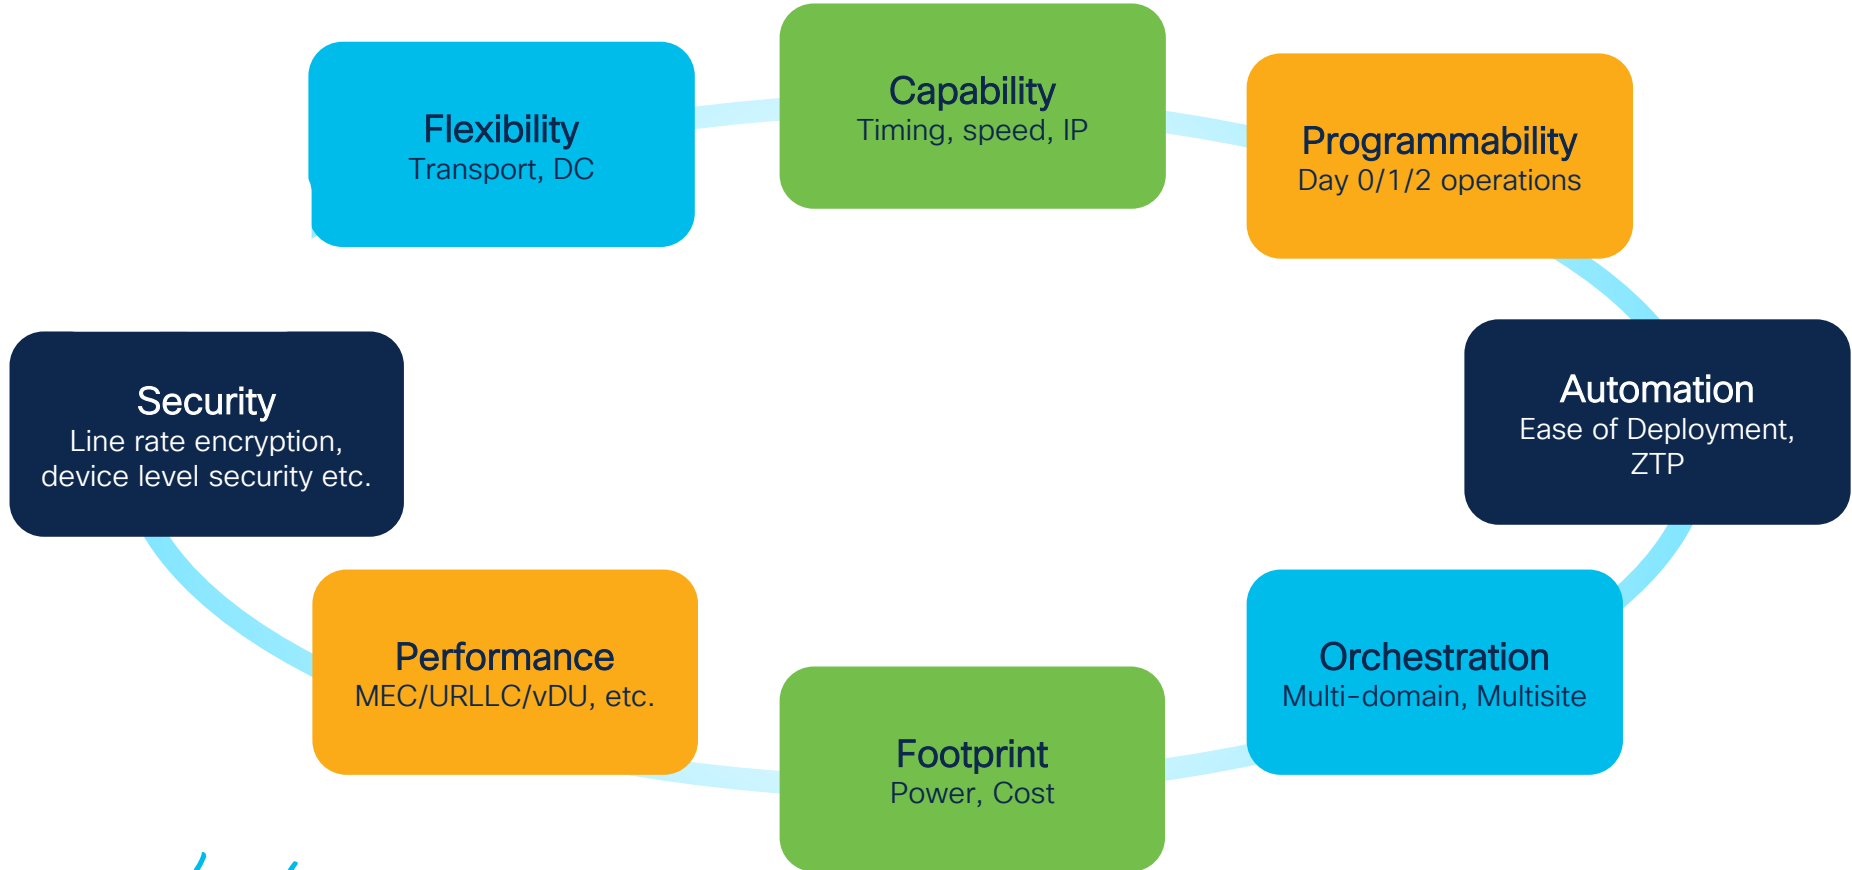 Flexibility
Transport, DC
Capability
Timing, speed, IP
Programmability
Day 0/1/2 operations
Security
Line rate encryption,
device level security etc.
Automation
Ease of Deployment,
ZTP
Performance
MEC/URLLC/vDU, etc.
Footprint
Power, Cost
Orchestration
Multi-domain, Multisite